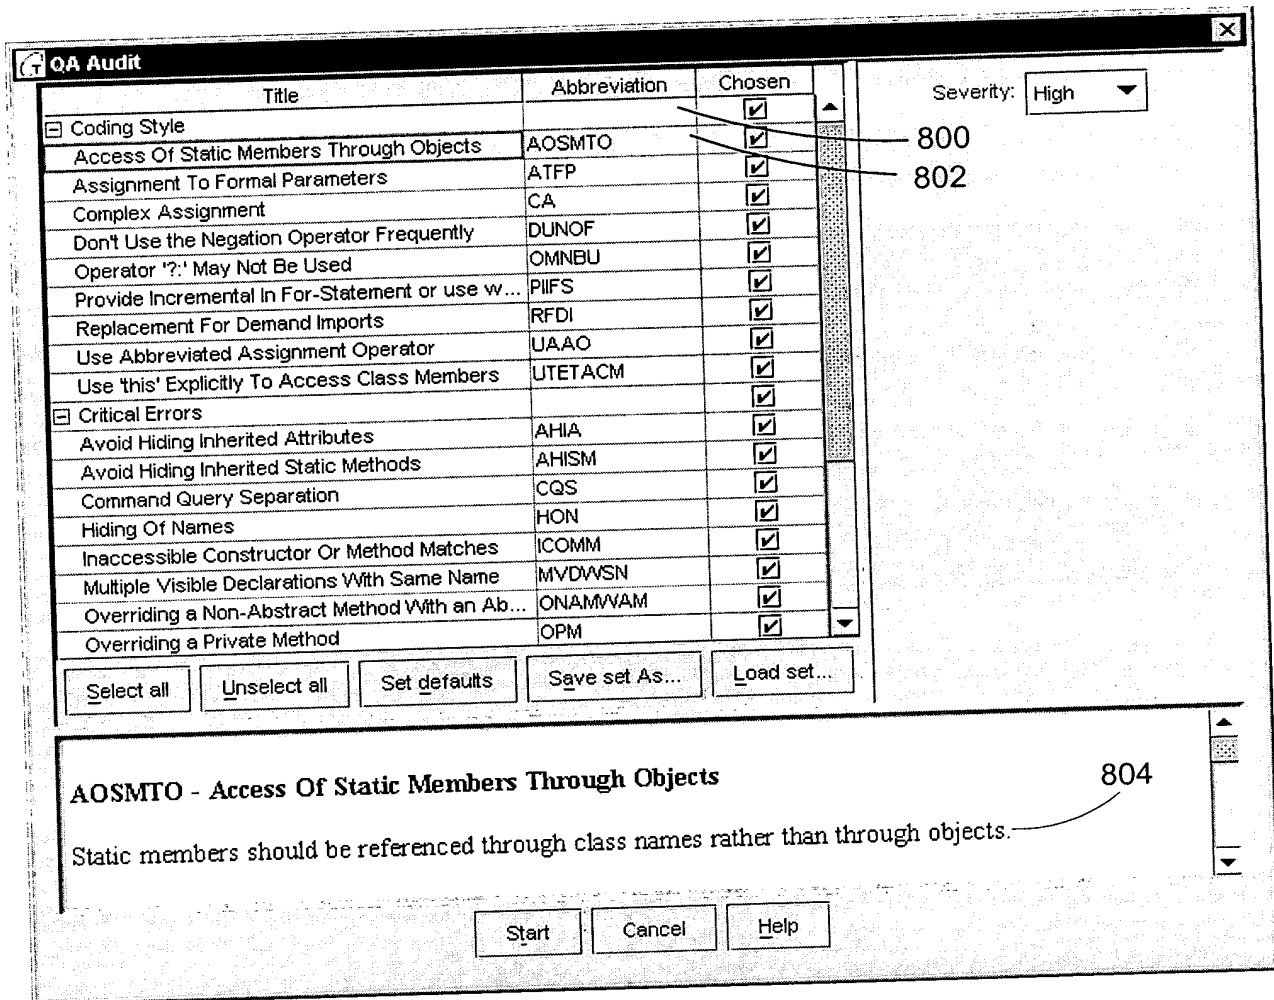 QA Audit
Title Abbreviation Chosen
Severity: High
Coding Style
800
Access Of Static Members Through Objects AOSMTO
802
Assignment To Formal Parameters ATFP
Complex Assignment CA
Don't Use the Negation Operator Frequently DUNOF
Operator '?:' May Not Be Used OMNBU
Provide Incremental In For-Statement or use w... PIIFS
Replacement For Demand Imports RFDI
Use Abbreviated Assignment Operator UAAO
Use 'this' Explicitly To Access Class Members UTETACM
Critical Errors
Avoid Hiding Inherited Attributes AHIA
Avoid Hiding Inherited Static Methods AHISM
Command Query Separation CQS
Hiding Of Names HON
Inaccessible Constructor Or Method Matches ICOMM
Multiple Visible Declarations With Same Name MVDWSN
Overriding a Non-Abstract Method With an Ab... ONAMWAM
Overriding a Private Method OPM
Select all Unselect all Set defaults Save set As... Load set...
AOSMTO - Access Of Static Members Through Objects
804
Static members should be referenced through class names rather than through objects.
Start Cancel Help